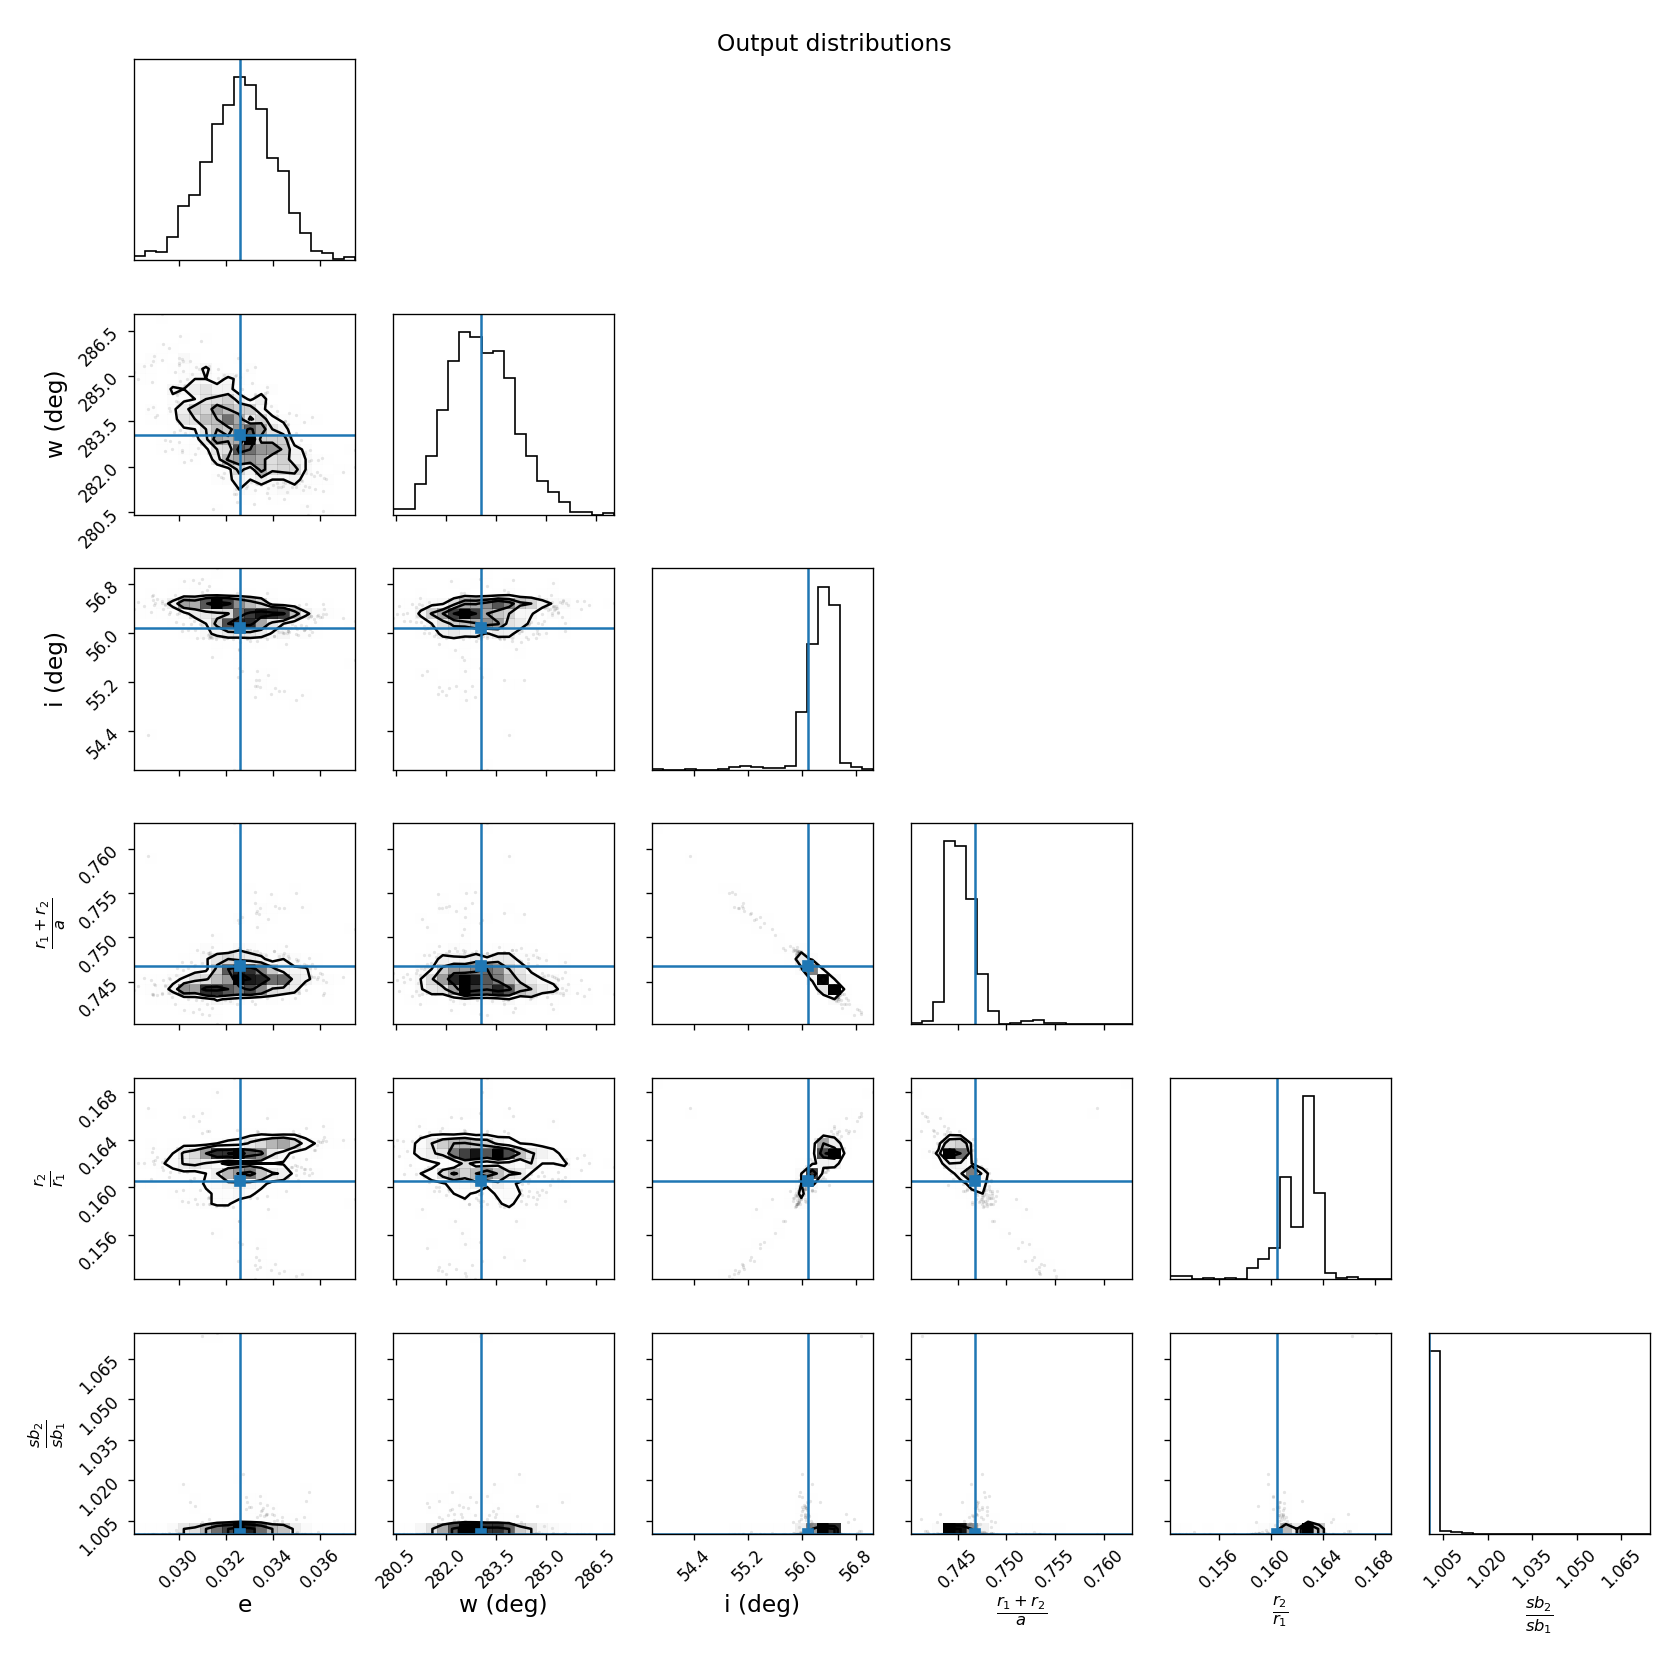 Output distributions
286.5
285.0
w (deg)
283.5
282.0
280.5
56.8
56.0
i (deg)
55.2
54.4
0.760
0.755
r₁ + r₂
a
0.750
0.745
0.168
0.164
r₂
r₁
0.160
0.156
1.065
1.050
sb₂
sb₁
1.035
1.020
1.005
0.030 0.032 0.034 0.036 280.5 282.0 283.5 285.0 286.5 54.4 55.2 56.0 56.8 0.745 0.750 0.755 0.760 0.156 0.160 0.164 0.168 1.005 1.020 1.035 1.050 1.065
e w (deg) i (deg) r₁ + r₂ / a r₂ / r₁ sb₂ / sb₁